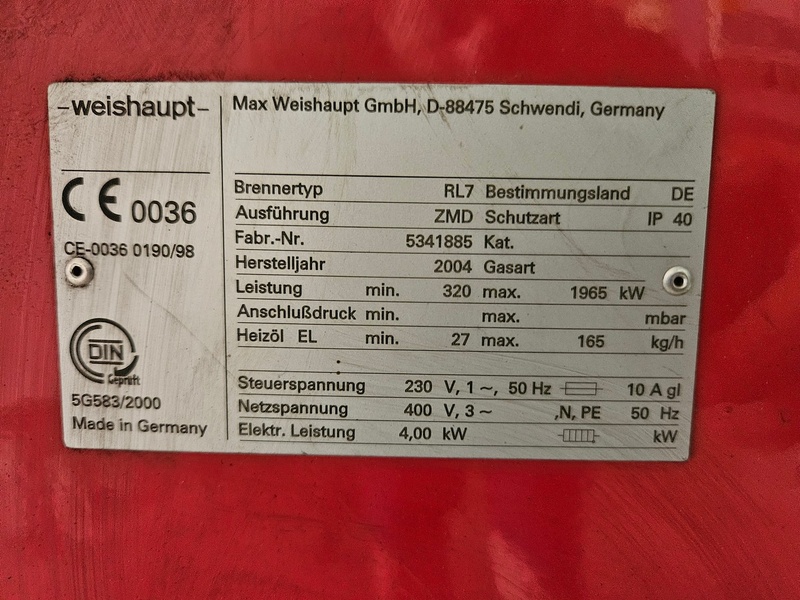 -weishaupt-
Max Weishaupt GmbH, D-88475 Schwendi, Germany
CE 0036
CE-0036 0190/98
DIN
Geprüft
5G583/2000
Made in Germany
Brennertyp RL7 Bestimmungsland DE
Ausführung ZMD Schutzart IP 40
Fabr.-Nr. 5341885 Kat.
Herstelljahr 2004 Gasart
Leistung min. 320 max. 1965 kW
Anschlußdruck min. max. mbar
Heizöl EL min. 27 max. 165 kg/h
Steuerspannung 230 V, 1 ~, 50 Hz 10 A gl
Netzspannung 400 V, 3 ~ ,N, PE 50 Hz
Elektr. Leistung 4,00 kW kW